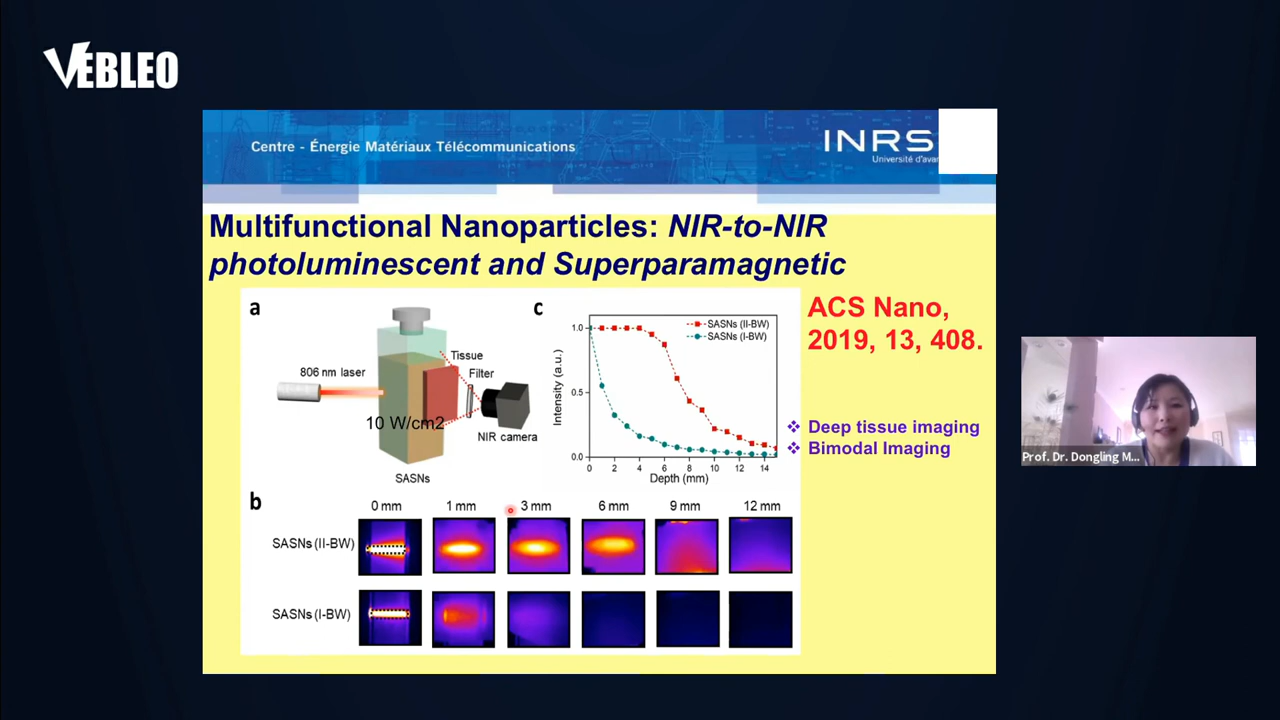 VEBLEO
Centre - Énergie Matériaux Télécommunications
INRS
Université d'avan
Multifunctional Nanoparticles: NIR-to-NIR
photoluminescent and Superparamagnetic
a
806 nm laser
Tissue
Filter
10 W/cm2
NIR camera
SASNs
c
SASNs (II-BW)
SASNs (I-BW)
Intensity (a.u.)
1.0
0.5
0.0
0 2 4 6 8 10 12 14
Depth (mm)
ACS Nano,
2019, 13, 408.
❖ Deep tissue imaging
❖ Bimodal Imaging
b
0 mm 1 mm 3 mm 6 mm 9 mm 12 mm
SASNs (II-BW)
SASNs (I-BW)
Prof. Dr. Dongling M...